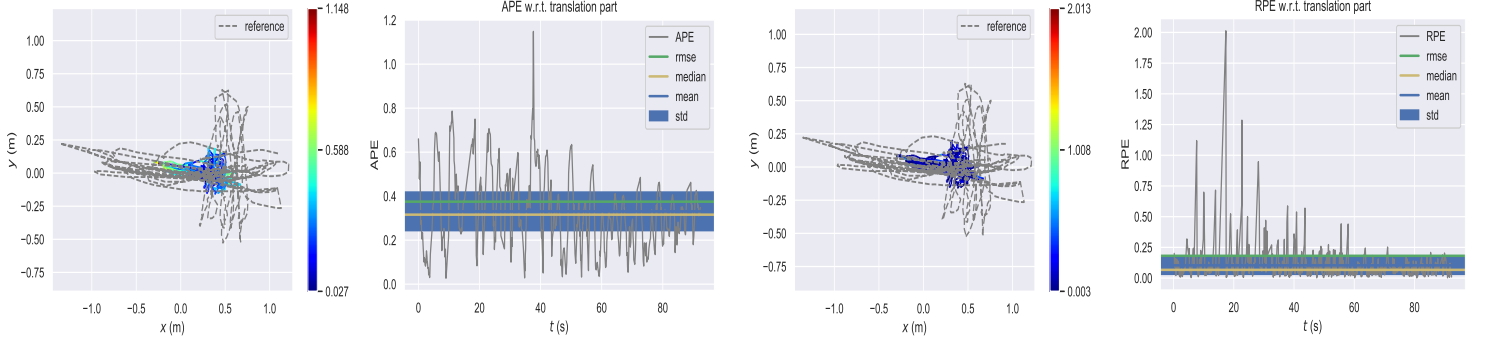 1.148
0.588
0.027
reference
1.00
0.75
0.50
0.25
0.00
−0.25
−0.50
−0.75
y (m)
−1.0 −0.5 0.0 0.5 1.0
x (m)
APE w.r.t. translation part
APE
rmse
median
mean
std
1.2
1.0
0.8
0.6
0.4
0.2
0.0
APE
0 20 40 60 80
t (s)
2.013
1.008
0.003
reference
1.00
0.75
0.50
0.25
0.00
−0.25
−0.50
−0.75
y (m)
−1.0 −0.5 0.0 0.5 1.0
x (m)
RPE w.r.t. translation part
RPE
rmse
median
mean
std
2.00
1.75
1.50
1.25
1.00
0.75
0.50
0.25
0.00
RPE
0 20 40 60 80
t (s)